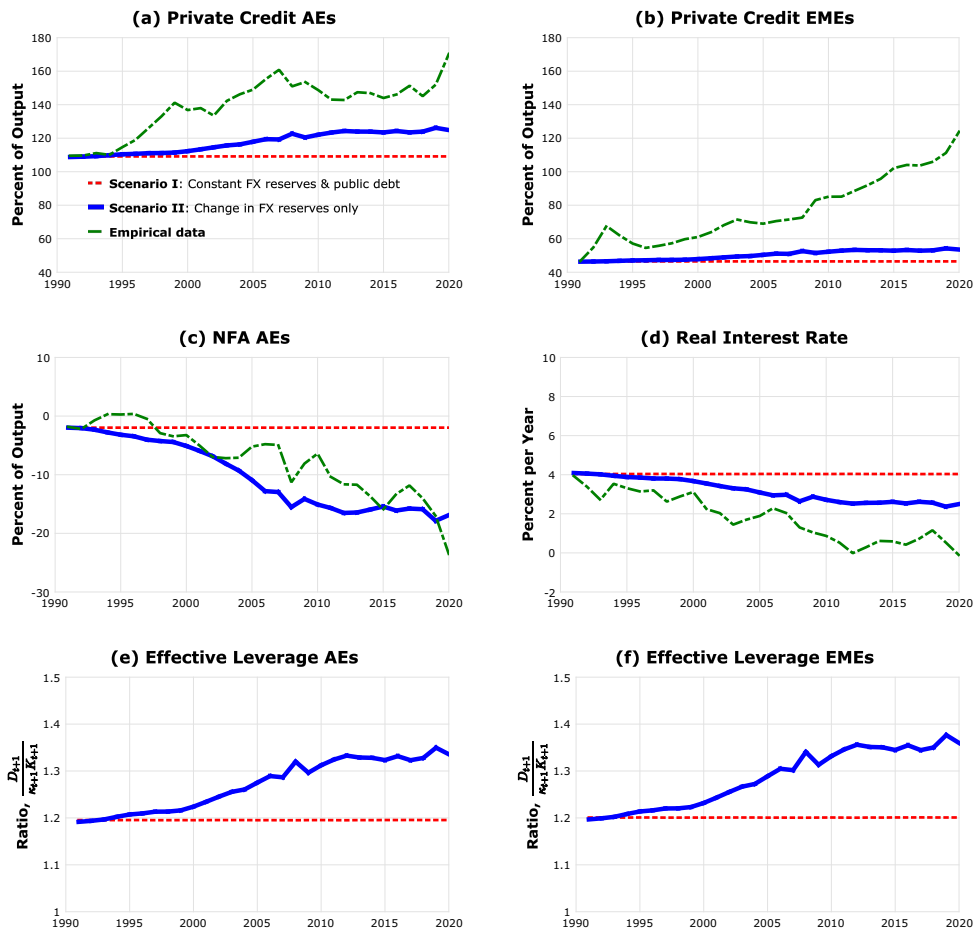 (a) Private Credit AEs
Percent of Output
180
160
140
120
100
80
60
40
1990 1995 2000 2005 2010 2015 2020
Scenario I: Constant FX reserves & public debt
Scenario II: Change in FX reserves only
Empirical data
(b) Private Credit EMEs
Percent of Output
180
160
140
120
100
80
60
40
1990 1995 2000 2005 2010 2015 2020
(c) NFA AEs
Percent of Output
10
0
-10
-20
-30
1990 1995 2000 2005 2010 2015 2020
(d) Real Interest Rate
Percent per Year
10
8
6
4
2
0
-2
1990 1995 2000 2005 2010 2015 2020
(e) Effective Leverage AEs
Ratio, D_{t+1} / κ_{t+1}K_{t+1}
1.5
1.4
1.3
1.2
1.1
1
1990 1995 2000 2005 2010 2015 2020
(f) Effective Leverage EMEs
Ratio, D_{t+1} / κ_{t+1}K_{t+1}
1.5
1.4
1.3
1.2
1.1
1
1990 1995 2000 2005 2010 2015 2020